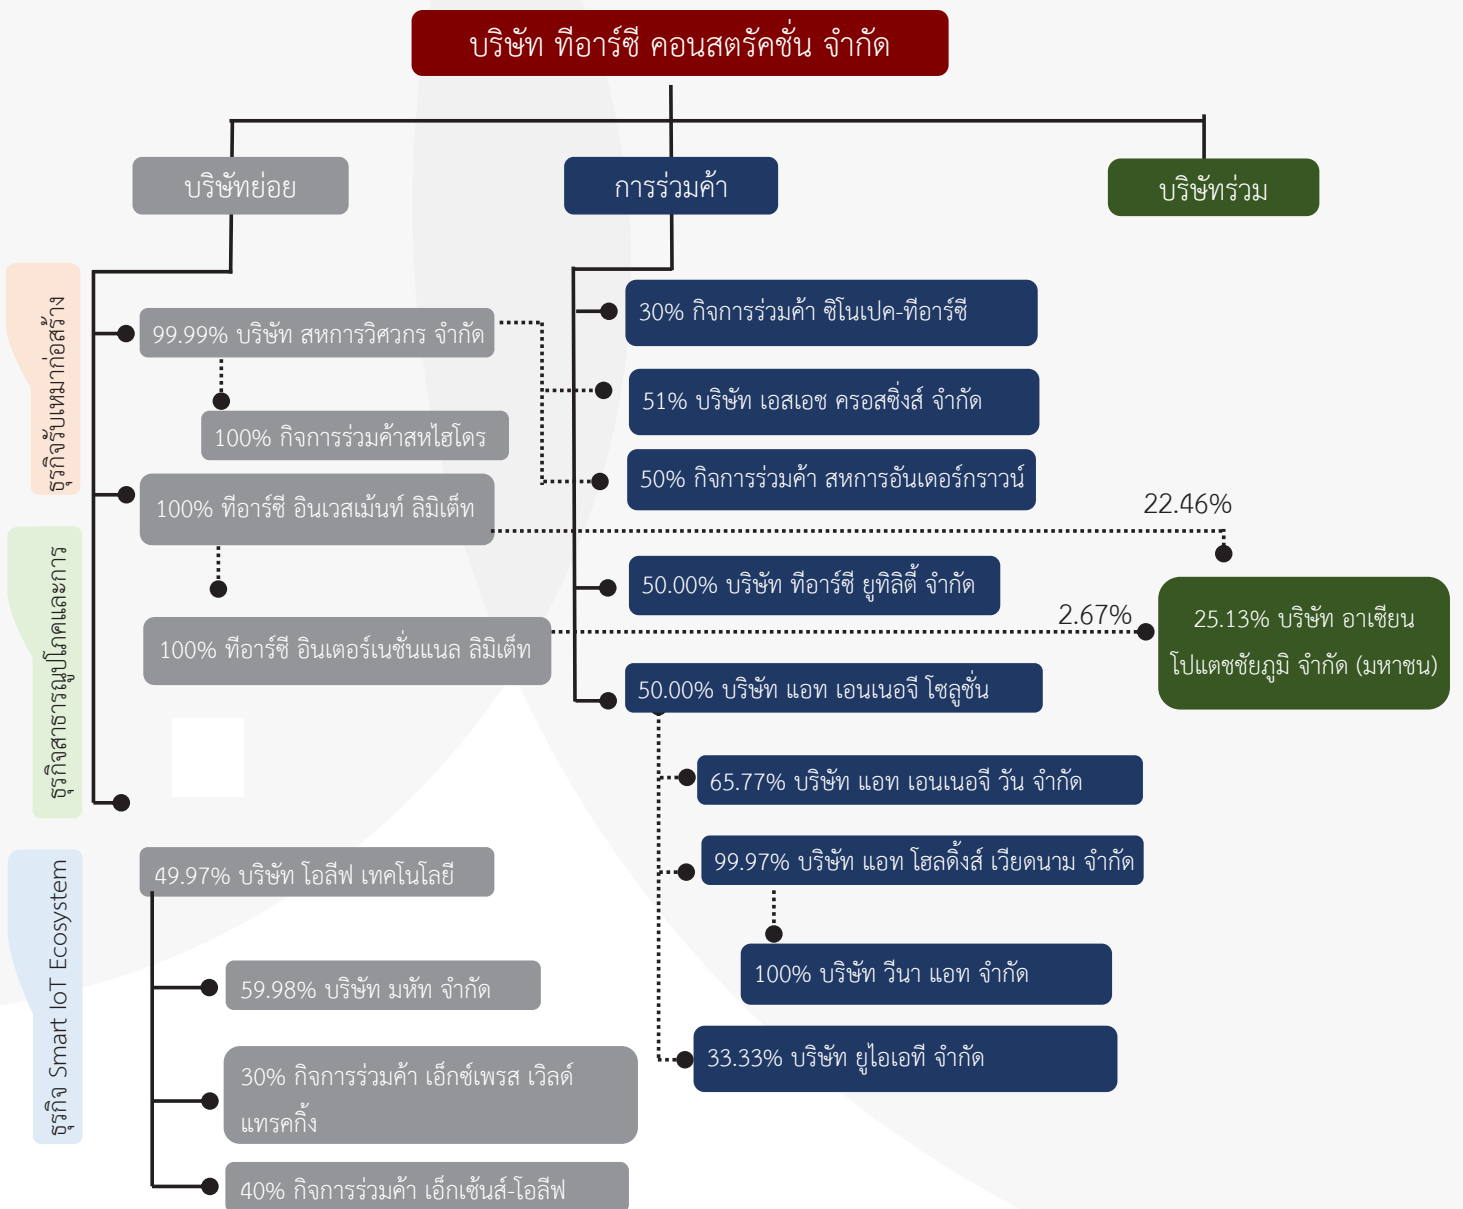 บริษัท ทีอาร์ซี คอนสตรัคชั่น จำกัด
บริษัทย่อย
การร่วมค้า
บริษัทร่วม
ธุรกิจรับเหมาก่อสร้าง
99.99% บริษัท สหการวิศวกร จำกัด
100% กิจการร่วมค้าสหไฮโดร
100% ทีอาร์ซี อินเวสเม้นท์ ลิมิเต็ท
ธุรกิจสาธารณูปโภคและการ
100% ทีอาร์ซี อินเตอร์เนชั่นแนล ลิมิเต็ท
ธุรกิจ Smart IoT Ecosystem
49.97% บริษัท โอลีฟ เทคโนโลยี
59.98% บริษัท มหัท จำกัด
30% กิจการร่วมค้า เอ็กซ์เพรส เวิลด์
แทรคกิ้ง
40% กิจการร่วมค้า เอ็กเซ้นส์-โอลีฟ
30% กิจการร่วมค้า ซิโนเปค-ทีอาร์ซี
51% บริษัท เอสเอช ครอสซิ่งส์ จำกัด
50% กิจการร่วมค้า สหการอันเดอร์กราวน์
50.00% บริษัท ทีอาร์ซี ยูทิลิตี้ จำกัด
50.00% บริษัท แอท เอนเนอจี โซลูชั่น
65.77% บริษัท แอท เอนเนอจี วัน จำกัด
99.97% บริษัท แอท โฮลดิ้งส์ เวียดนาม จำกัด
100% บริษัท วีนา แอท จำกัด
33.33% บริษัท ยูไอเอที จำกัด
22.46%
2.67%
25.13% บริษัท อาเซียน
โปแตชชัยภูมิ จำกัด (มหาชน)